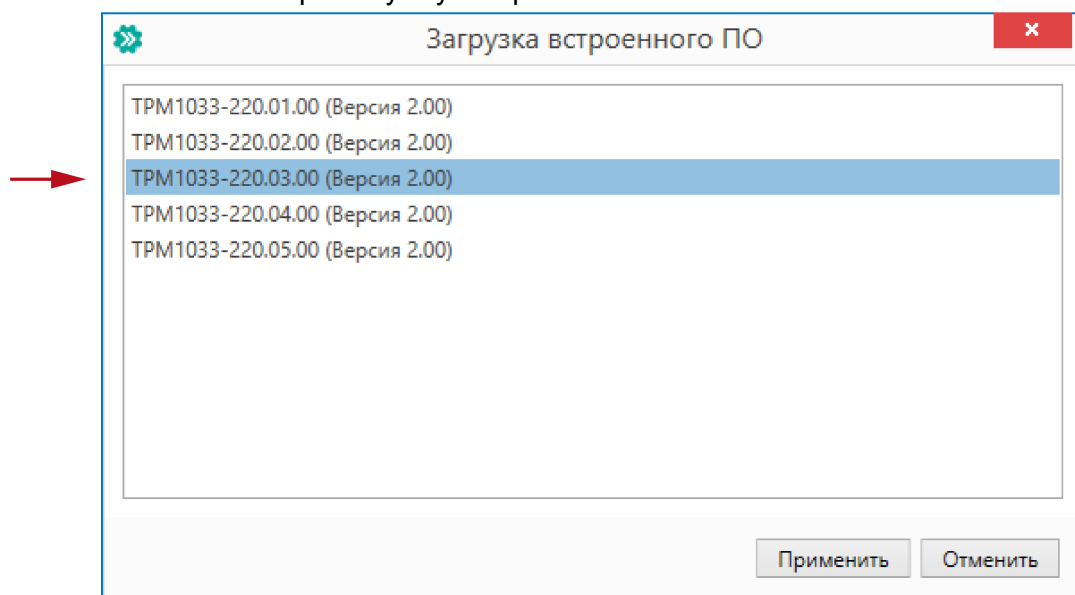 Загрузка встроенного ПО
ТРМ1033-220.01.00 (Версия 2.00)
ТРМ1033-220.02.00 (Версия 2.00)
ТРМ1033-220.03.00 (Версия 2.00)
ТРМ1033-220.04.00 (Версия 2.00)
ТРМ1033-220.05.00 (Версия 2.00)
Применить Отменить